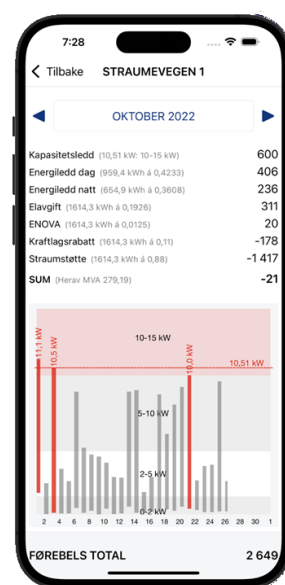 7:28
Tilbake STRAUMEVEGEN 1
OKTOBER 2022
Kapasitetsledd (10,51 kW: 10-15 kW) 600
Energiledd dag (959,4 kWh á 0,4233) 406
Energiledd natt (654,9 kWh á 0,3608) 236
Elavgift (1614,3 kWh á 0,1926) 311
ENOVA (1614,3 kWh á 0,0125) 20
Kraftlagsrabatt (1614,3 kWh á 0,11) -178
Straumstøtte (1614,3 kWh á 0,88) -1 417
SUM (Herav MVA 279,19) -21
11,1 kW
10,5 kW
10,0 kW
10-15 kW
10,51 kW
5-10 kW
2-5 kW
0-2 kW
2 4 6 8 10 12 14 16 18 20 22 24 26 28 30 1
FØREBELS TOTAL 2 649